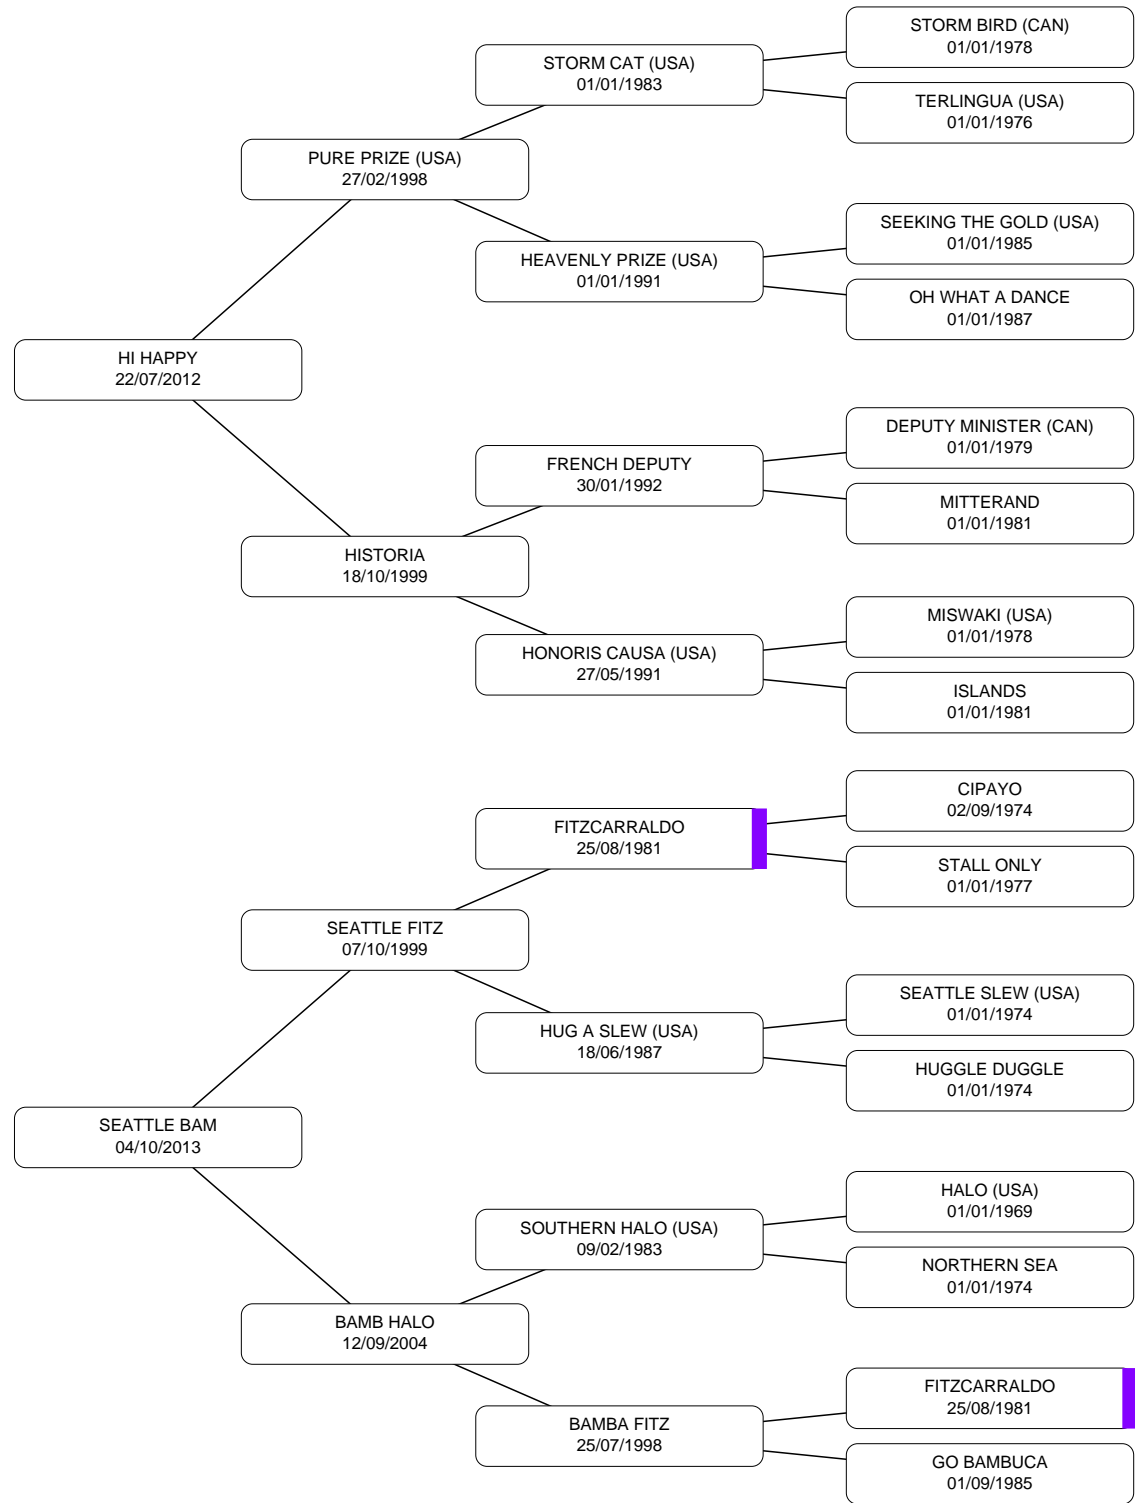 STORM BIRD (CAN)
01/01/1978
STORM CAT (USA)
01/01/1983
TERLINGUA (USA)
01/01/1976
PURE PRIZE (USA)
27/02/1998
SEEKING THE GOLD (USA)
01/01/1985
HEAVENLY PRIZE (USA)
01/01/1991
OH WHAT A DANCE
01/01/1987
HI HAPPY
22/07/2012
DEPUTY MINISTER (CAN)
01/01/1979
FRENCH DEPUTY
30/01/1992
MITTERAND
01/01/1981
HISTORIA
18/10/1999
MISWAKI (USA)
01/01/1978
HONORIS CAUSA (USA)
27/05/1991
ISLANDS
01/01/1981
CIPAYO
02/09/1974
FITZCARRALDO
25/08/1981
STALL ONLY
01/01/1977
SEATTLE FITZ
07/10/1999
SEATTLE SLEW (USA)
01/01/1974
HUG A SLEW (USA)
18/06/1987
HUGGLE DUGGLE
01/01/1974
SEATTLE BAM
04/10/2013
HALO (USA)
01/01/1969
SOUTHERN HALO (USA)
09/02/1983
NORTHERN SEA
01/01/1974
BAMB HALO
12/09/2004
FITZCARRALDO
25/08/1981
BAMBA FITZ
25/07/1998
GO BAMBUCA
01/09/1985